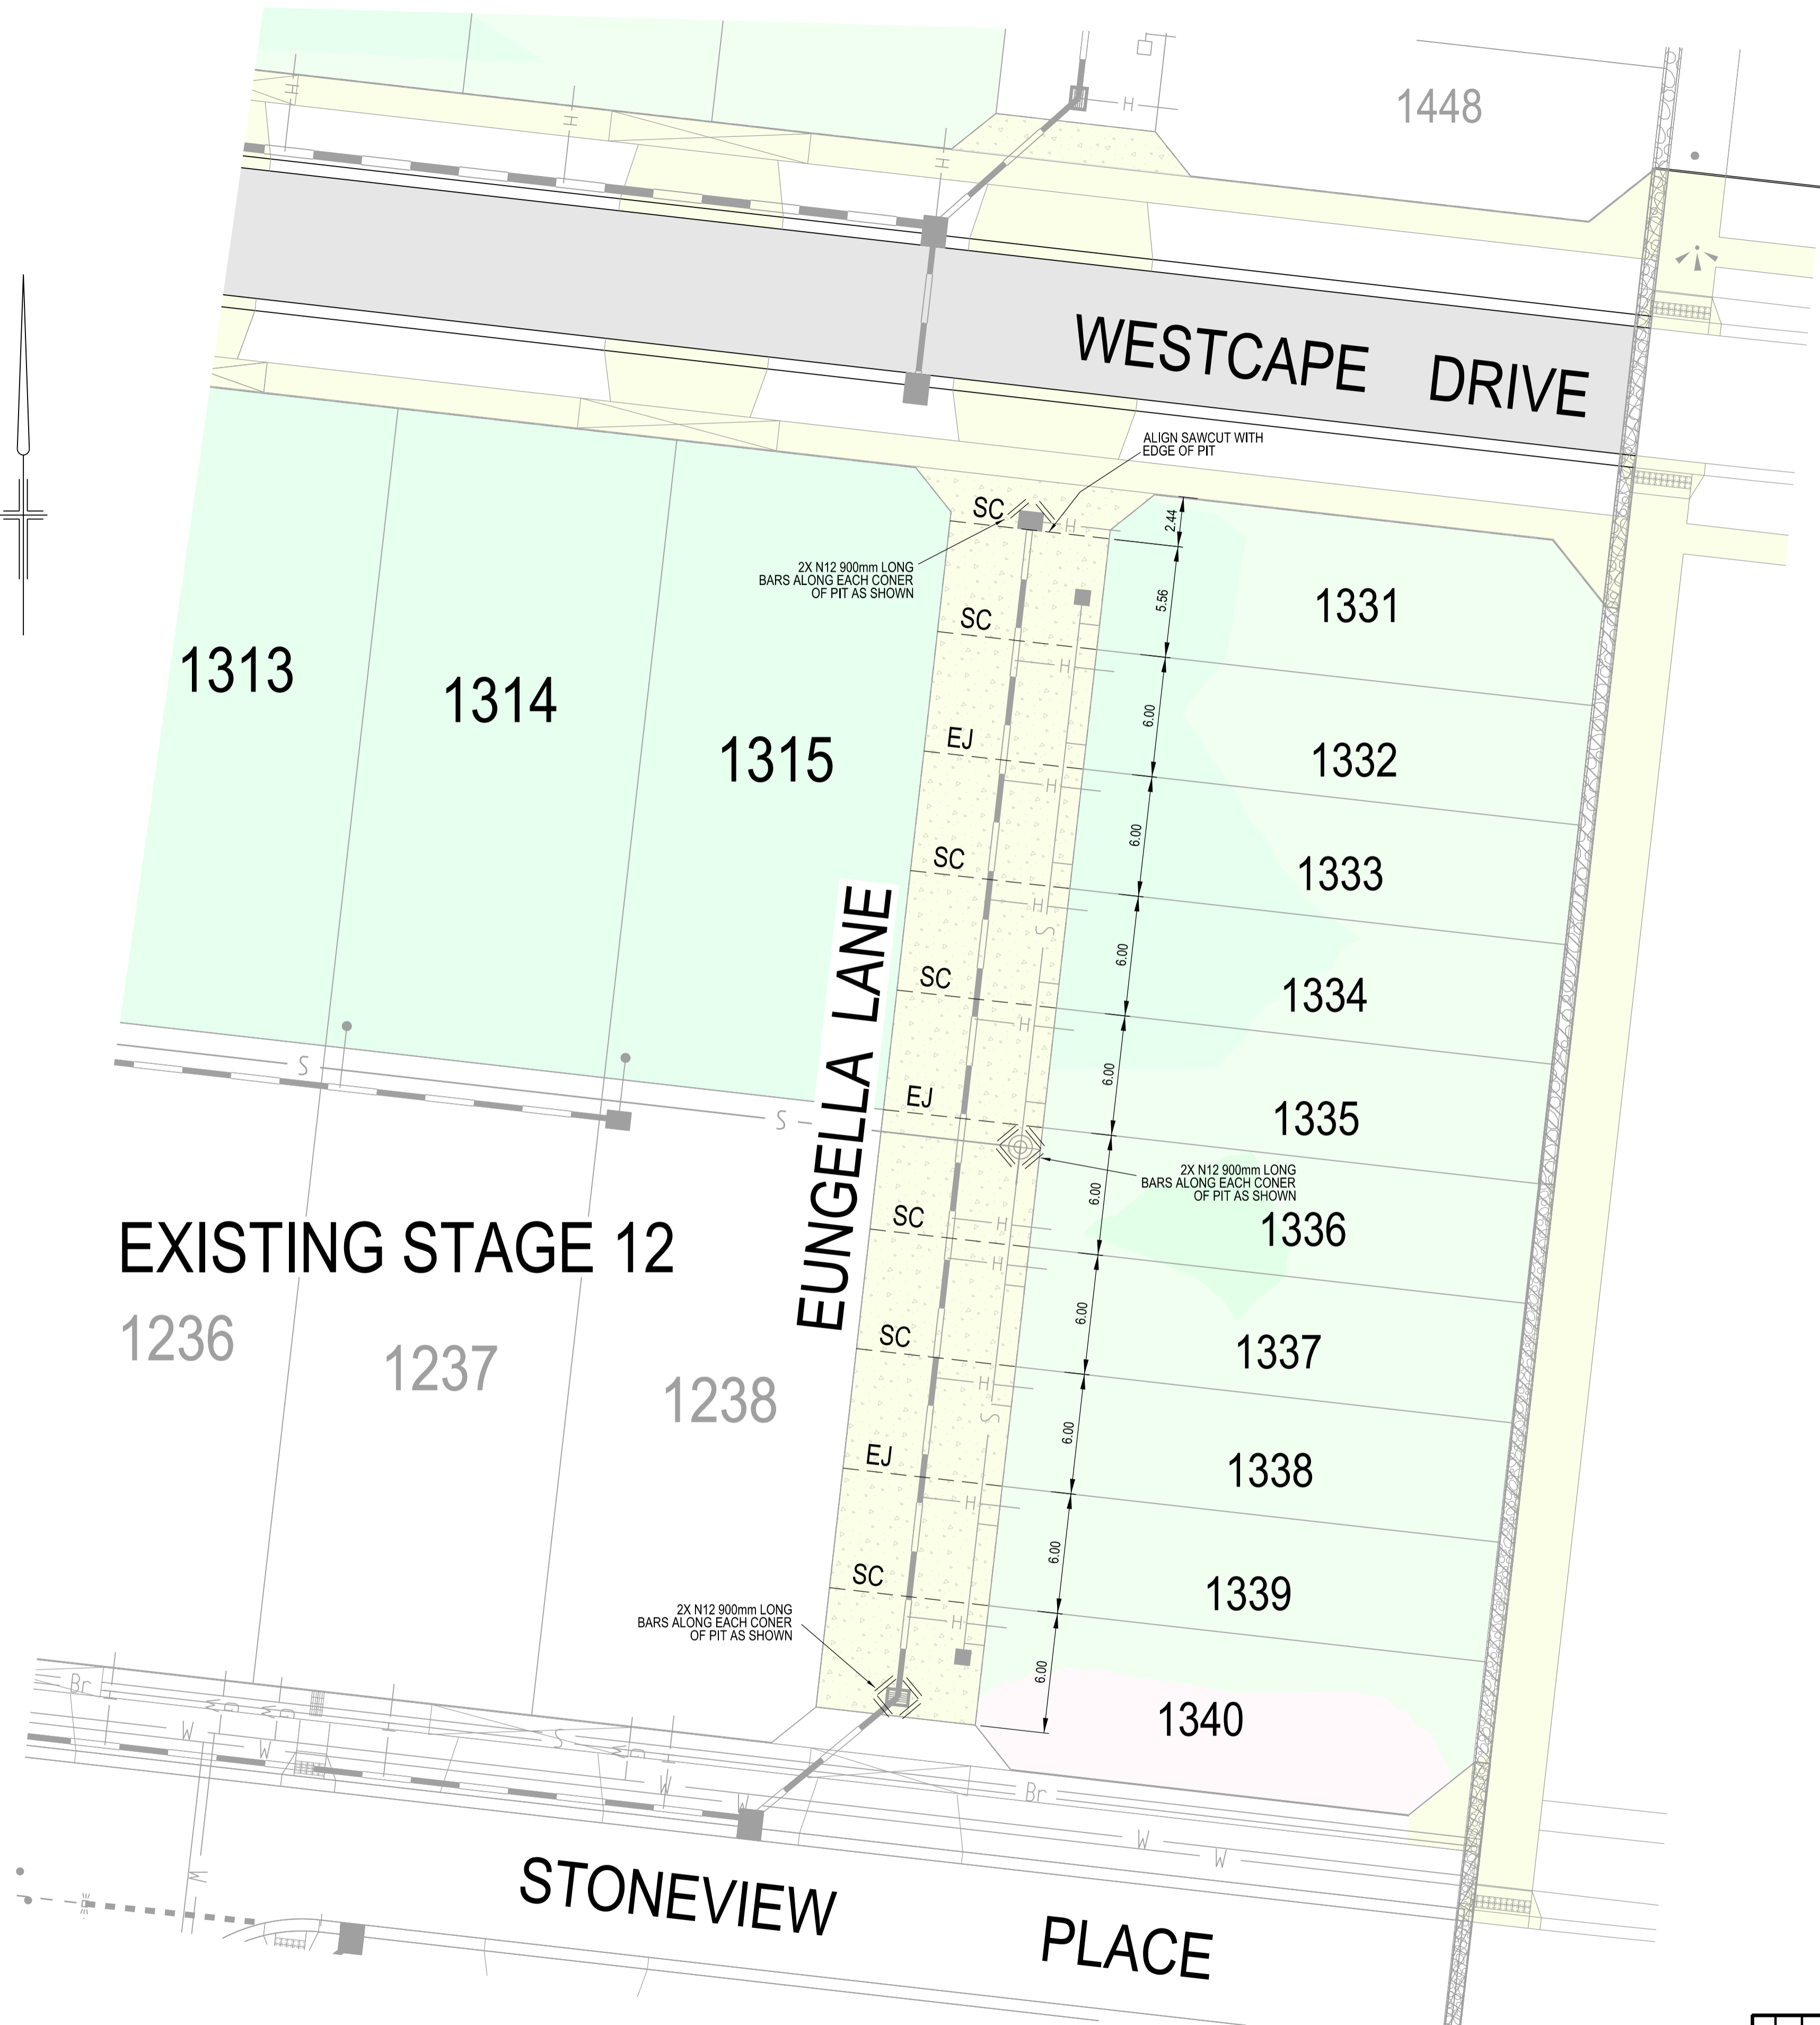 1448
H
H
H
H
WESTCAPE DRIVE
ALIGN SAWCUT WITH
EDGE OF PIT
SC
H
2.44
2X N12 900mm LONG
BARS ALONG EACH CONER
OF PIT AS SHOWN
5.56
1331
SC
H
1313
1314
1315
6.00
1332
EJ
H
6.00
1333
SC
H
S
6.00
1334
SC
H
EUNGELLA LANE
6.00
1335
EJ
S
S
2X N12 900mm LONG
BARS ALONG EACH CONER
OF PIT AS SHOWN
6.00
1336
SC
H
H
EXISTING STAGE 12
1236
1237
1238
6.00
1337
SC
H
S
6.00
1338
EJ
H
6.00
1339
SC
H
2X N12 900mm LONG
BARS ALONG EACH CONER
OF PIT AS SHOWN
6.00
1340
Br
S
W
W
W
W
Br
W
W
W
STONEVIEW PLACE